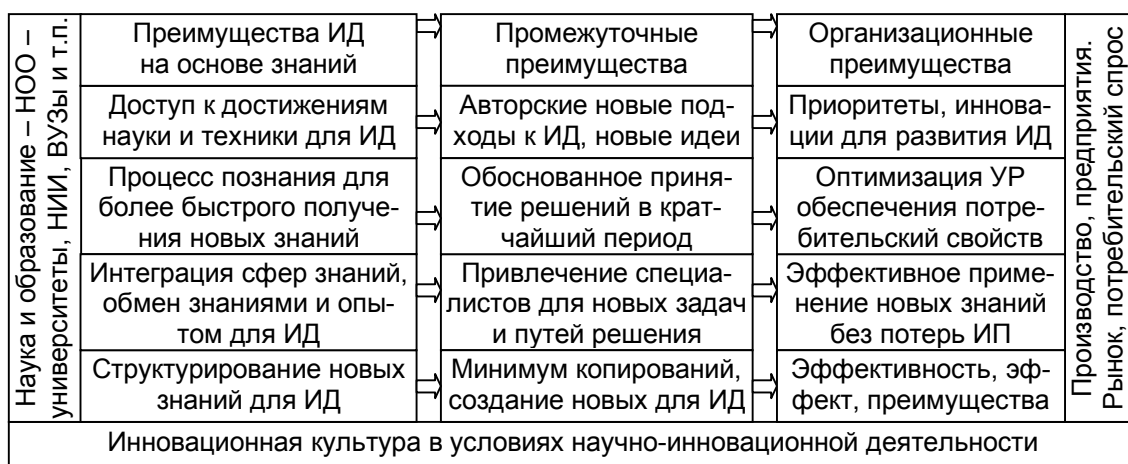 Наука и образование – НОО –
университеты, НИИ, ВУЗы и т.п.
Преимущества ИД
на основе знаний
Промежуточные
преимущества
Организационные
преимущества
Доступ к достижениям
науки и техники для ИД
Авторские новые под-
ходы к ИД, новые идеи
Приоритеты, иннова-
ции для развития ИД
Процесс познания для
более быстрого получе-
ния новых знаний
Обоснованное приня-
тие решений в крат-
чайший период
Оптимизация УР
обеспечения потре-
бительский свойств
Интеграция сфер знаний,
обмен знаниями и опы-
том для ИД
Привлечение специа-
листов для новых задач
и путей решения
Эффективное приме-
нение новых знаний
без потерь ИП
Структурирование новых
знаний для ИД
Минимум копирований,
создание новых для ИД
Эффективность, эф-
фект, преимущества
Производство, предприятия.
Рынок, потребительский спрос
Инновационная культура в условиях научно-инновационной деятельности